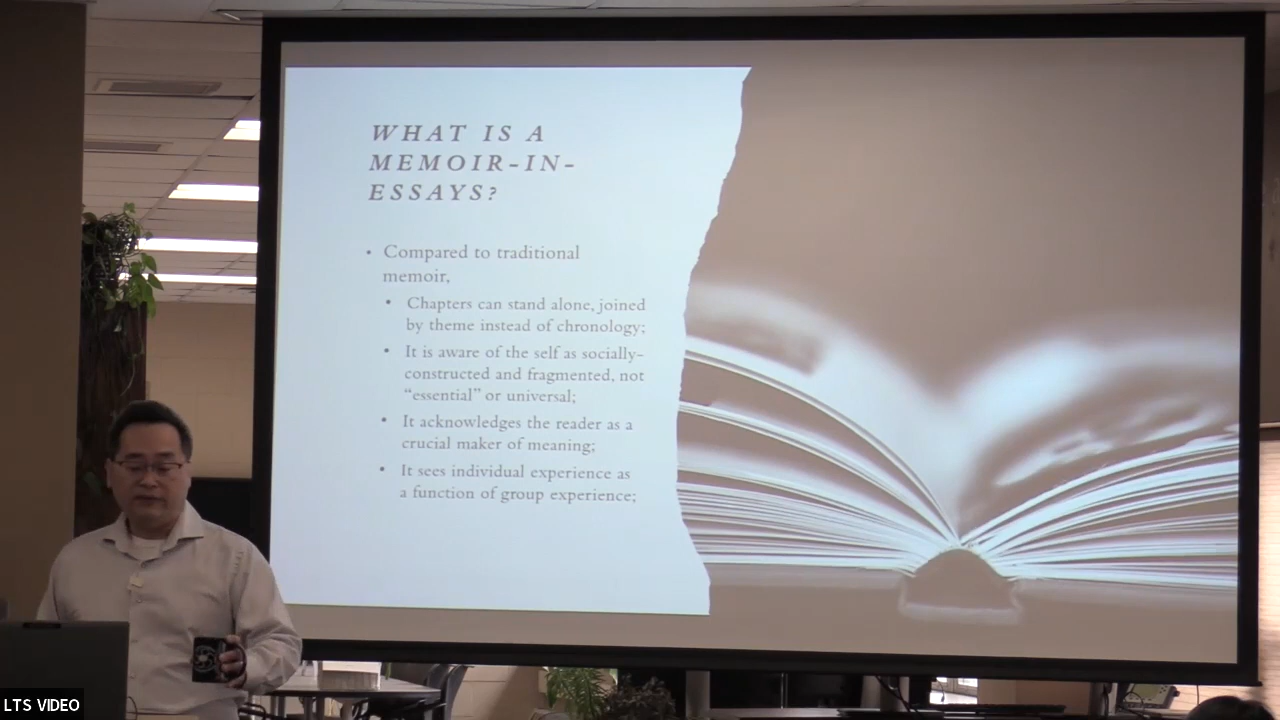 WHAT IS A
MEMOIR-IN-
ESSAYS?
• Compared to traditional
memoir,
• Chapters can stand alone, joined
by theme instead of chronology;
• It is aware of the self as socially-
constructed and fragmented, not
“essential” or universal;
• It acknowledges the reader as a
crucial maker of meaning;
• It sees individual experience as
a function of group experience;
LTS VIDEO